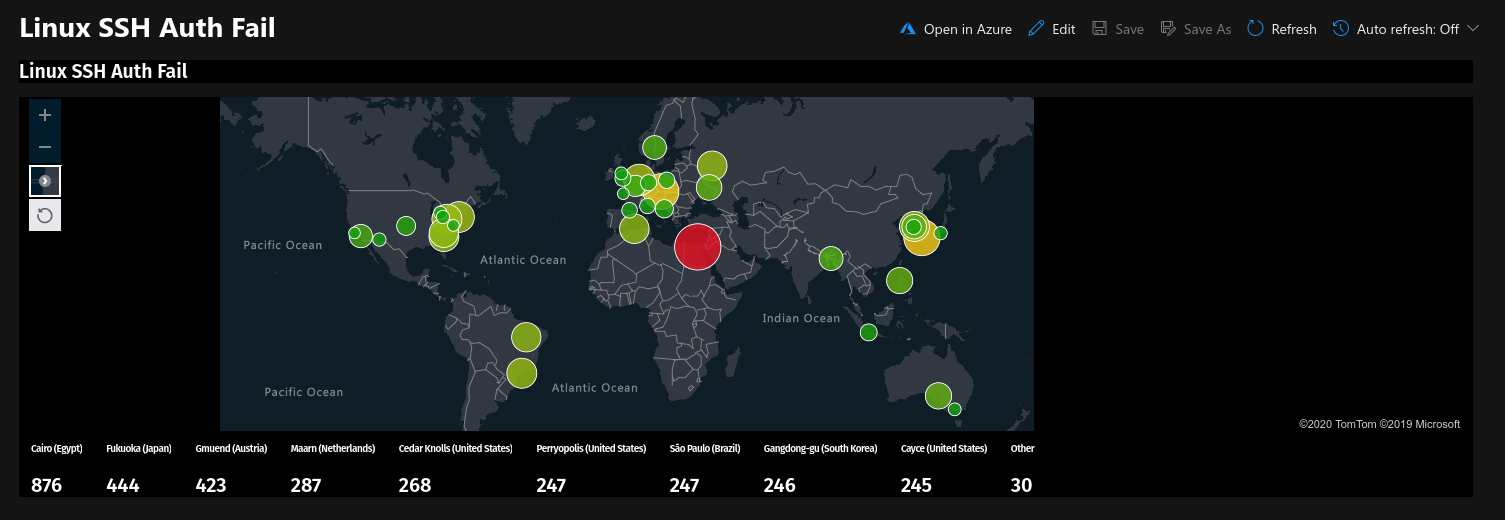 Linux SSH Auth Fail
Open in Azure Edit Save Save As Refresh Auto refresh: Off
Linux SSH Auth Fail
Pacific Ocean
Atlantic Ocean
Indian Ocean
Atlantic Ocean
Pacific Ocean
©2020 TomTom ©2019 Microsoft
Cairo (Egypt) Fukuoka (Japan) Gmuend (Austria) Maarn (Netherlands) Cedar Knolls (United States) Perryopolis (United States) São Paulo (Brazil) Gangdong-gu (South Korea) Cayce (United States) Other
876 444 423 287 268 247 247 246 245 30